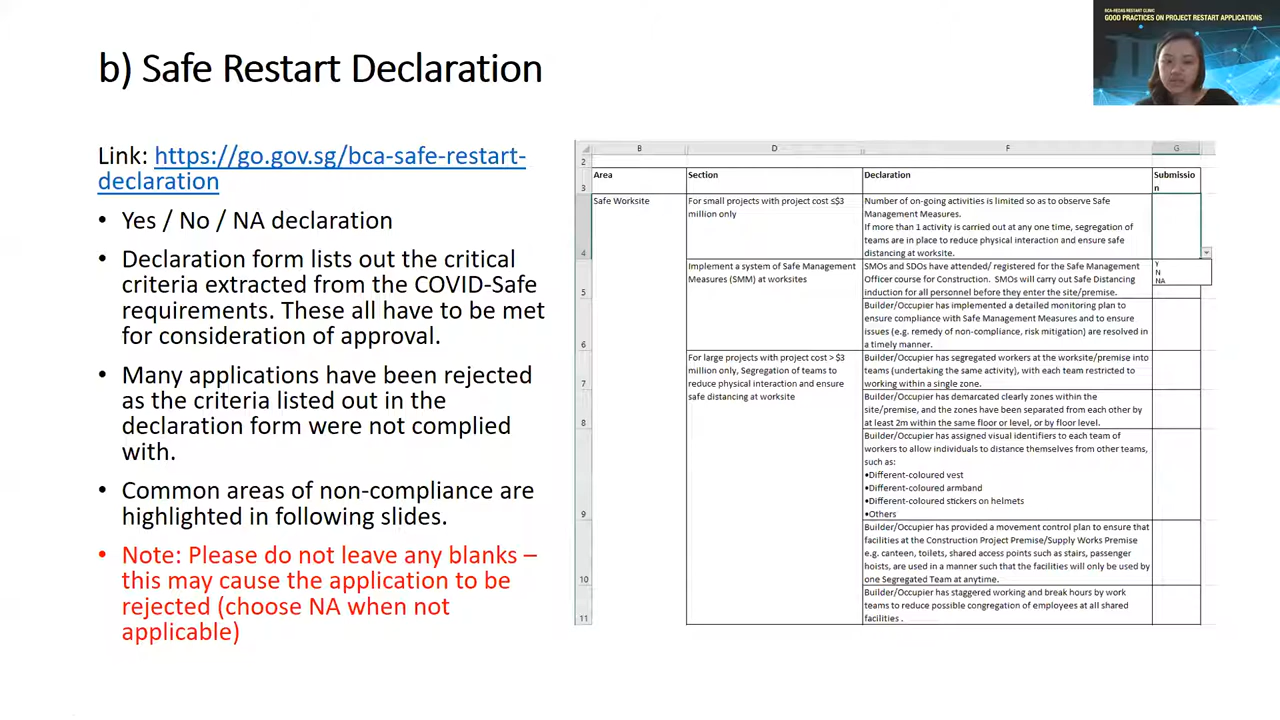 BCA-REDAS RESTART CLINIC
GOOD PRACTICES ON PROJECT RESTART APPLICATIONS
b) Safe Restart Declaration
Link: https://go.gov.sg/bca-safe-restart-
declaration
• Yes / No / NA declaration
• Declaration form lists out the critical
criteria extracted from the COVID-Safe
requirements. These all have to be met
for consideration of approval.
• Many applications have been rejected
as the criteria listed out in the
declaration form were not complied
with.
• Common areas of non-compliance are
highlighted in following slides.
• Note: Please do not leave any blanks –
this may cause the application to be
rejected (choose NA when not
applicable)
B D F G
2
3
Area
Section
Declaration
Submissio
n
4
Safe Worksite
For small projects with project cost ≤$3
million only
Number of on-going activities is limited so as to observe Safe
Management Measures.
If more than 1 activity is carried out at any one time, segregation of
teams are in place to reduce physical interaction and ensure safe
distancing at worksite.
Y
N
NA
5
Implement a system of Safe Management
Measures (SMM) at worksites
SMOs and SDOs have attended/ registered for the Safe Management
Officer course for Construction.  SMOs will carry out Safe Distancing
induction for all personnel before they enter the site/premise.
6
Builder/Occupier has implemented a detailed monitoring plan to
ensure compliance with Safe Management Measures and to ensure
issues (e.g. remedy of non-compliance, risk mitigation) are resolved in
a timely manner.
7
For large projects with project cost > $3
million only, Segregation of teams to
reduce physical interaction and ensure
safe distancing at worksite
Builder/Occupier has segregated workers at the worksite/premise into
teams (undertaking the same activity), with each team restricted to
working within a single zone.
8
Builder/Occupier has demarcated clearly zones within the
site/premise, and the zones have been separated from each other by
at least 2m within the same floor or level, or by floor level.
9
Builder/Occupier has assigned visual identifiers to each team of
workers to allow individuals to distance themselves from other teams,
such as:
•Different-coloured vest
•Different-coloured armband
•Different-coloured stickers on helmets
•Others
10
Builder/Occupier has provided a movement control plan to ensure that
facilities at the Construction Project Premise/Supply Works Premise
e.g. canteen, toilets, shared access points such as stairs, passenger
hoists, are used in a manner such that the facilities will only be used by
one Segregated Team at anytime.
11
Builder/Occupier has staggered working and break hours by work
teams to reduce possible congregation of employees at all shared
facilities .